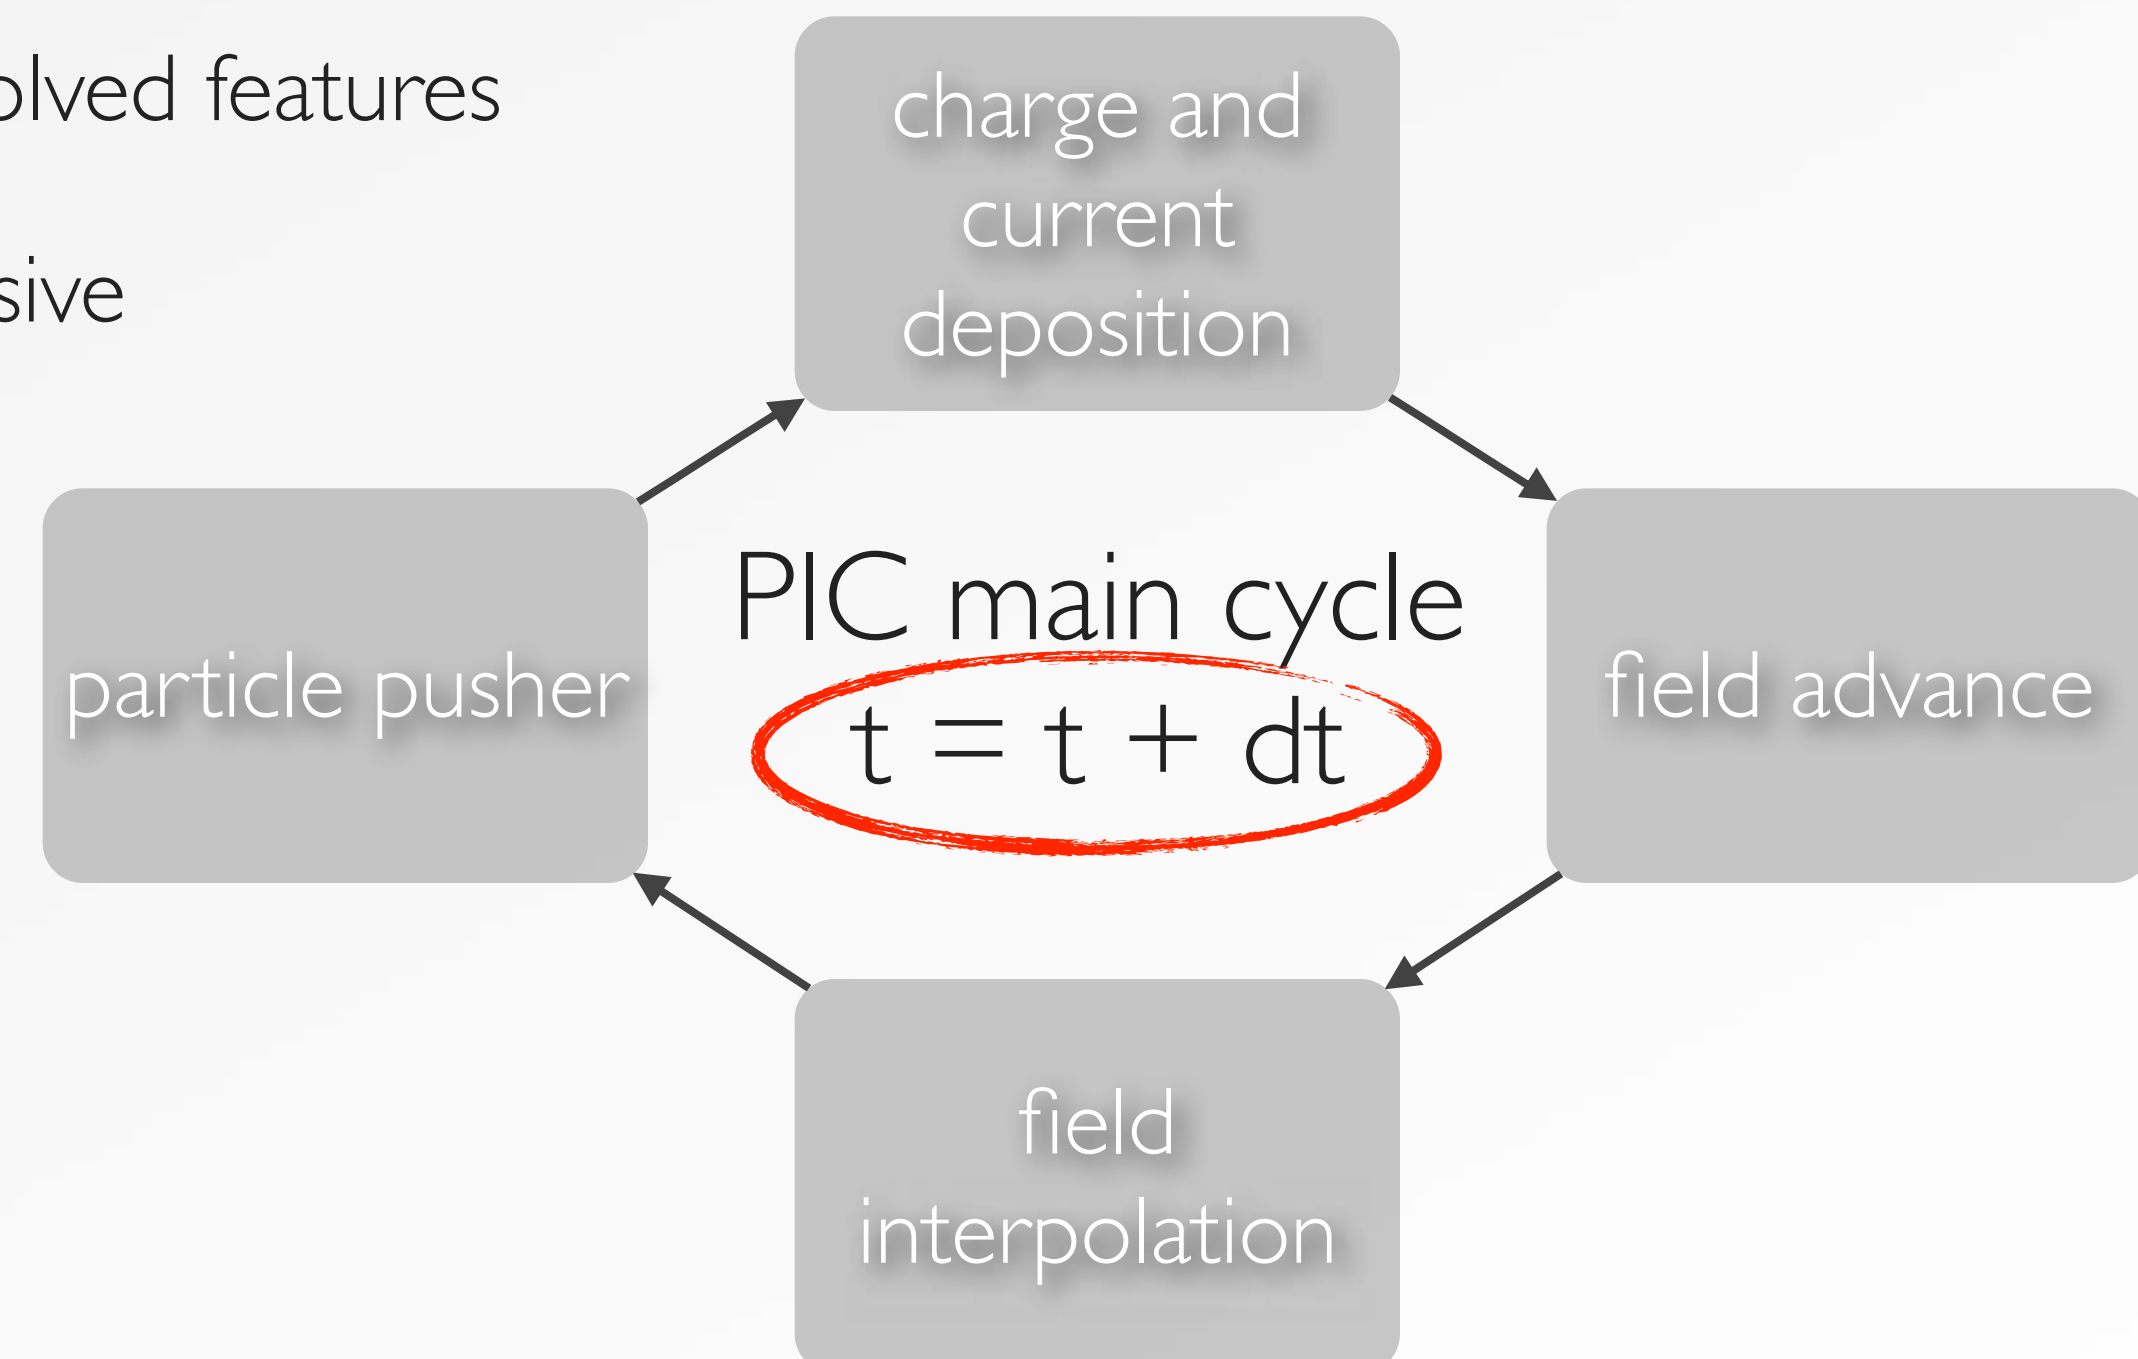 olved features
sive
charge and
current
deposition
PIC main cycle
t = t + dt
particle pusher
field advance
field
interpolation